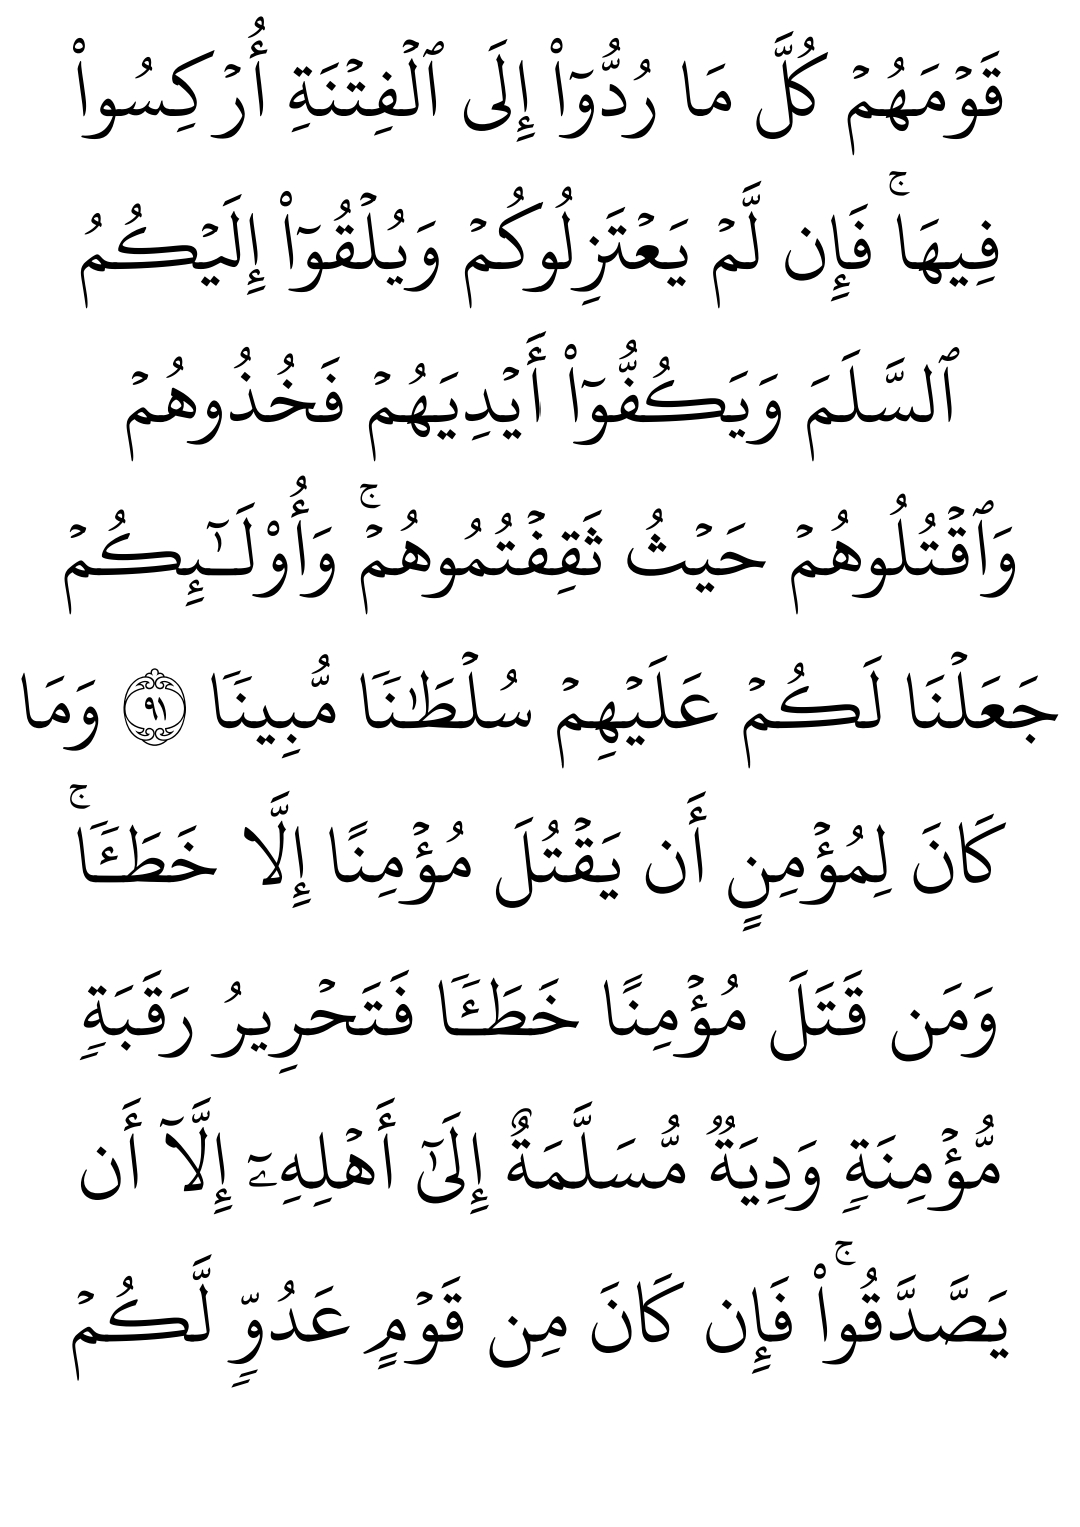 قَوۡمَهُمۡ كُلَّ مَا رُدُّوٓاْ إِلَى ٱلۡفِتۡنَةِ أُرۡكِسُواْ
فِيهَاۚ فَإِن لَّمۡ يَعۡتَزِلُوكُمۡ وَيُلۡقُوٓاْ إِلَيۡكُمُ
ٱلسَّلَمَ وَيَكُفُّوٓاْ أَيۡدِيَهُمۡ فَخُذُوهُمۡ
وَٱقۡتُلُوهُمۡ حَيۡثُ ثَقِفۡتُمُوهُمۡۚ وَأُوْلَـٰٓئِكُمۡ
جَعَلۡنَا لَكُمۡ عَلَيۡهِمۡ سُلۡطَٰنٗا مُّبِينٗا ٩١ وَمَا
كَانَ لِمُؤۡمِنٍ أَن يَقۡتُلَ مُؤۡمِنًا إِلَّا خَطَـٔٗاۚ
وَمَن قَتَلَ مُؤۡمِنًا خَطَـٔٗا فَتَحۡرِيرُ رَقَبَةٖ
مُّؤۡمِنَةٖ وَدِيَةٞ مُّسَلَّمَةٌ إِلَىٰٓ أَهۡلِهِۦٓ إِلَّآ أَن
يَصَّدَّقُواْۚ فَإِن كَانَ مِن قَوۡمٍ عَدُوّٖ لَّكُمۡ